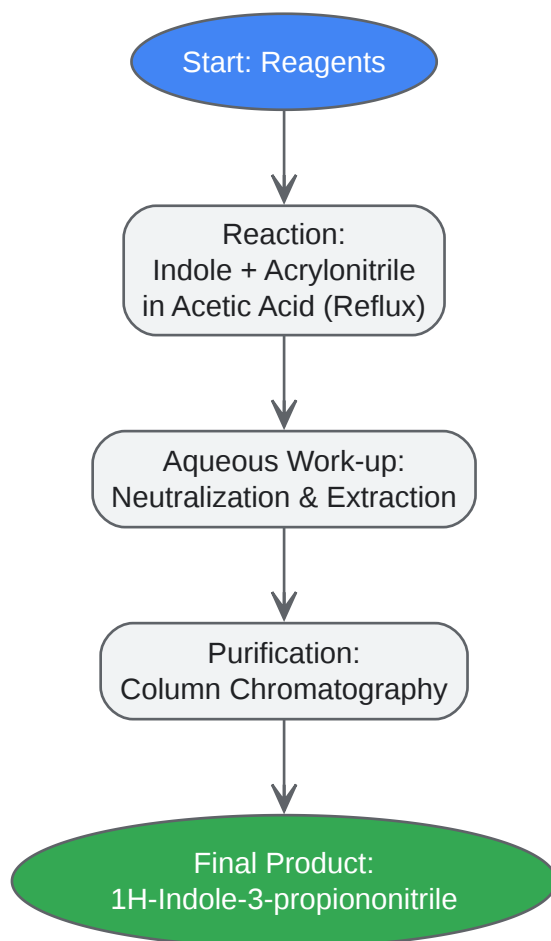 Start: Reagents
Reaction:
Indole + Acrylonitrile
in Acetic Acid (Reflux)
Aqueous Work-up:
Neutralization & Extraction
Purification:
Column Chromatography
Final Product:
1H-Indole-3-propiononitrile